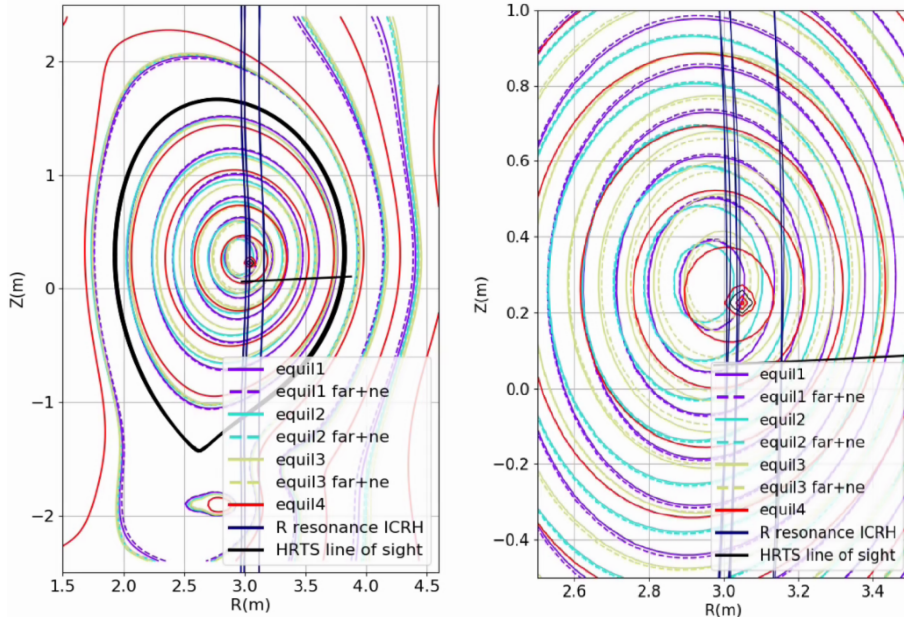 2
1
0
−1
−2
Z(m)
1.5
2.0
2.5
3.0
3.5
4.0
4.5
R(m)
equil1
equil1 far+ne
equil2
equil2 far+ne
equil3
equil3 far+ne
equil4
R resonance ICRH
HRTS line of sight
1.0
0.8
0.6
0.4
0.2
0.0
−0.2
−0.4
Z(m)
2.6
2.8
3.0
3.2
3.4
R(m)
equil1
equil1 far+ne
equil2
equil2 far+ne
equil3
equil3 far+ne
equil4
R resonance ICRH
HRTS line of sight